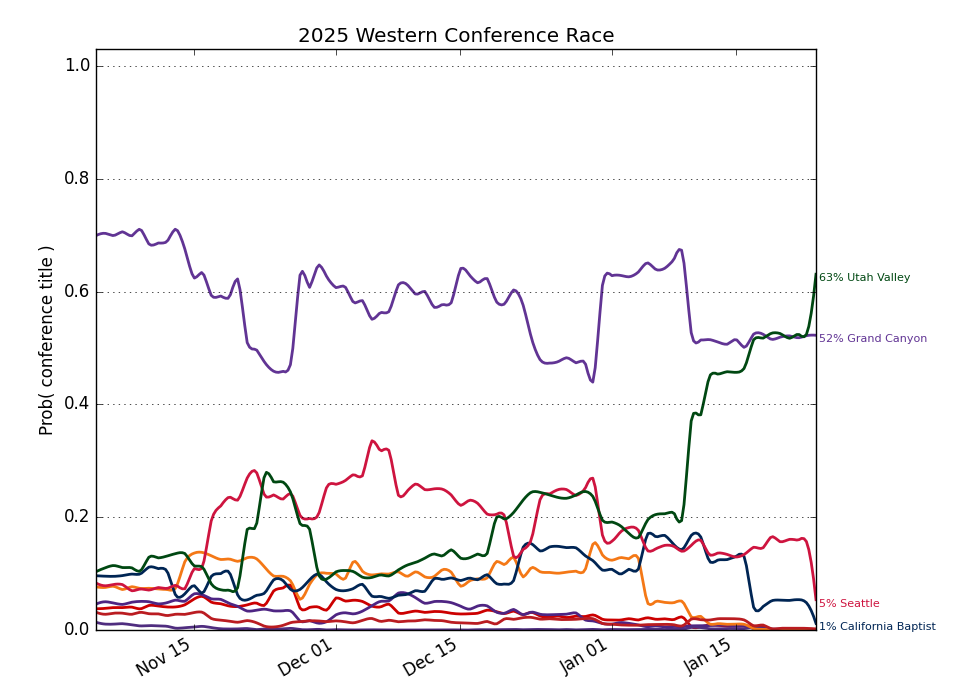 2025 Western Conference Race
1.0
0.8
0.6
0.4
0.2
0.0
Prob( conference title )
63% Utah Valley
52% Grand Canyon
5% Seattle
1% California Baptist
Nov 15
Dec 01
Dec 15
Jan 01
Jan 15